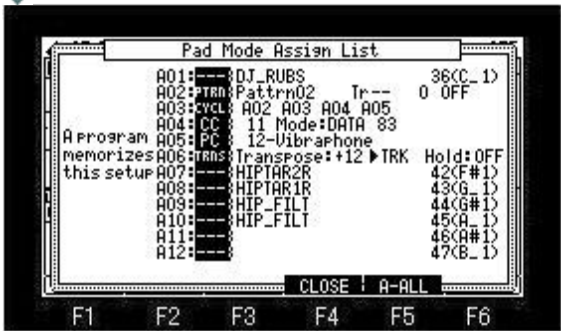 Pad Mode Assign List
A01:---:DJ_RUBS 36(C_1)
A02:PTRN:Pattrn02 Tr-- 0 OFF
A03:CYCL: A02 A03 A04 A05
A04: CC : 11 Mode:DATA 83
A program A05: PC : 12-Vibraphone
memorizes A06:TRNS:Transpose:+12▶TRK Hold:OFF
this setup A07:---:HIPTAR2R 42(F#1)
A08:---:HIPTAR1R 43(G_1)
A09:---:HIP_FILT 44(G#1)
A10:---:HIP_FILT 45(A_1)
A11:---: 46(A#1)
A12:---: 47(B_1)
CLOSE A-ALL
F1 F2 F3 F4 F5 F6